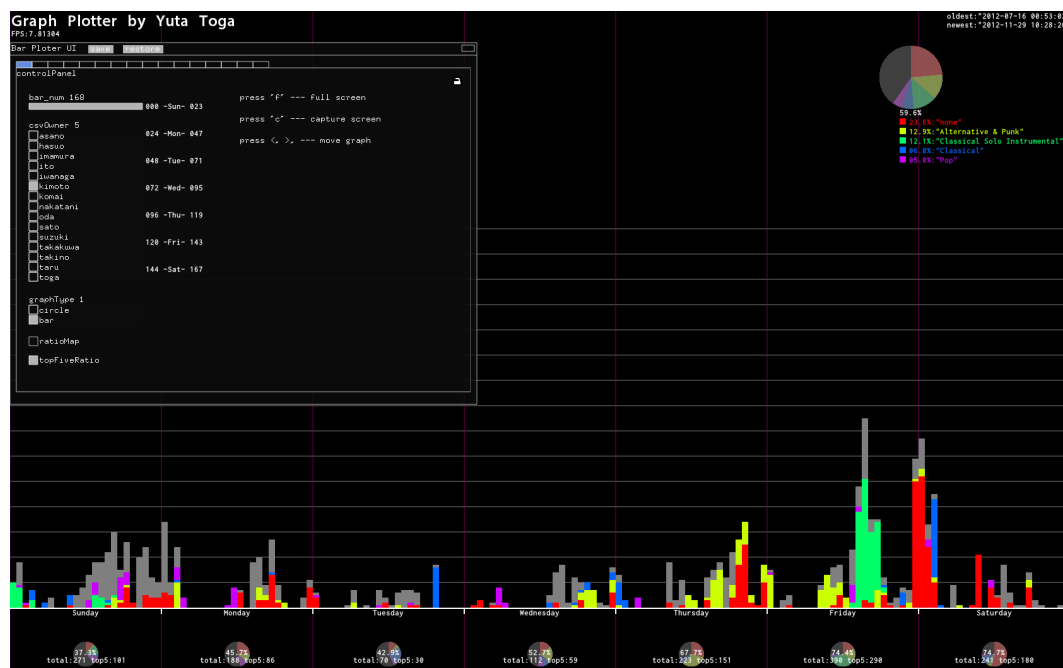 Graph Plotter by Yuta Toga
FPS:7.81304
oldest:"2012-07-16 00:53:0
newest:"2012-11-29 10:28:2
Bar Ploter UI save restore
controlPanel
bar_num 168
000 -Sun- 023
024 -Mon- 047
048 -Tue- 071
072 -Wed- 095
096 -Thu- 119
120 -Fri- 143
144 -Sat- 167
press "f" --- full screen
press "c" --- capture screen
press <, >, --- move graph
csvOwner 5
asano
hasuo
imamura
ito
iwanaga
kimoto
komai
nakatani
oda
sato
suzuki
takakuwa
takino
taru
toga
graphType 1
circle
bar
ratioMap
topFiveRatio
59.6%
23.6%:"none"
12.9%:"Alternative & Punk"
12.1%:"Classical Solo Instrumental"
06.0%:"Classical"
05.0%:"Pop"
Sunday Monday Tuesday Wednesday Thursday Friday Saturday
37.3% 45.7% 42.9% 52.7% 67.7% 74.4% 74.7%
total:271 top5:101 total:188 top5:86 total:70 top5:30 total:112 top5:59 total:223 top5:151 total:390 top5:290 total:241 top5:180